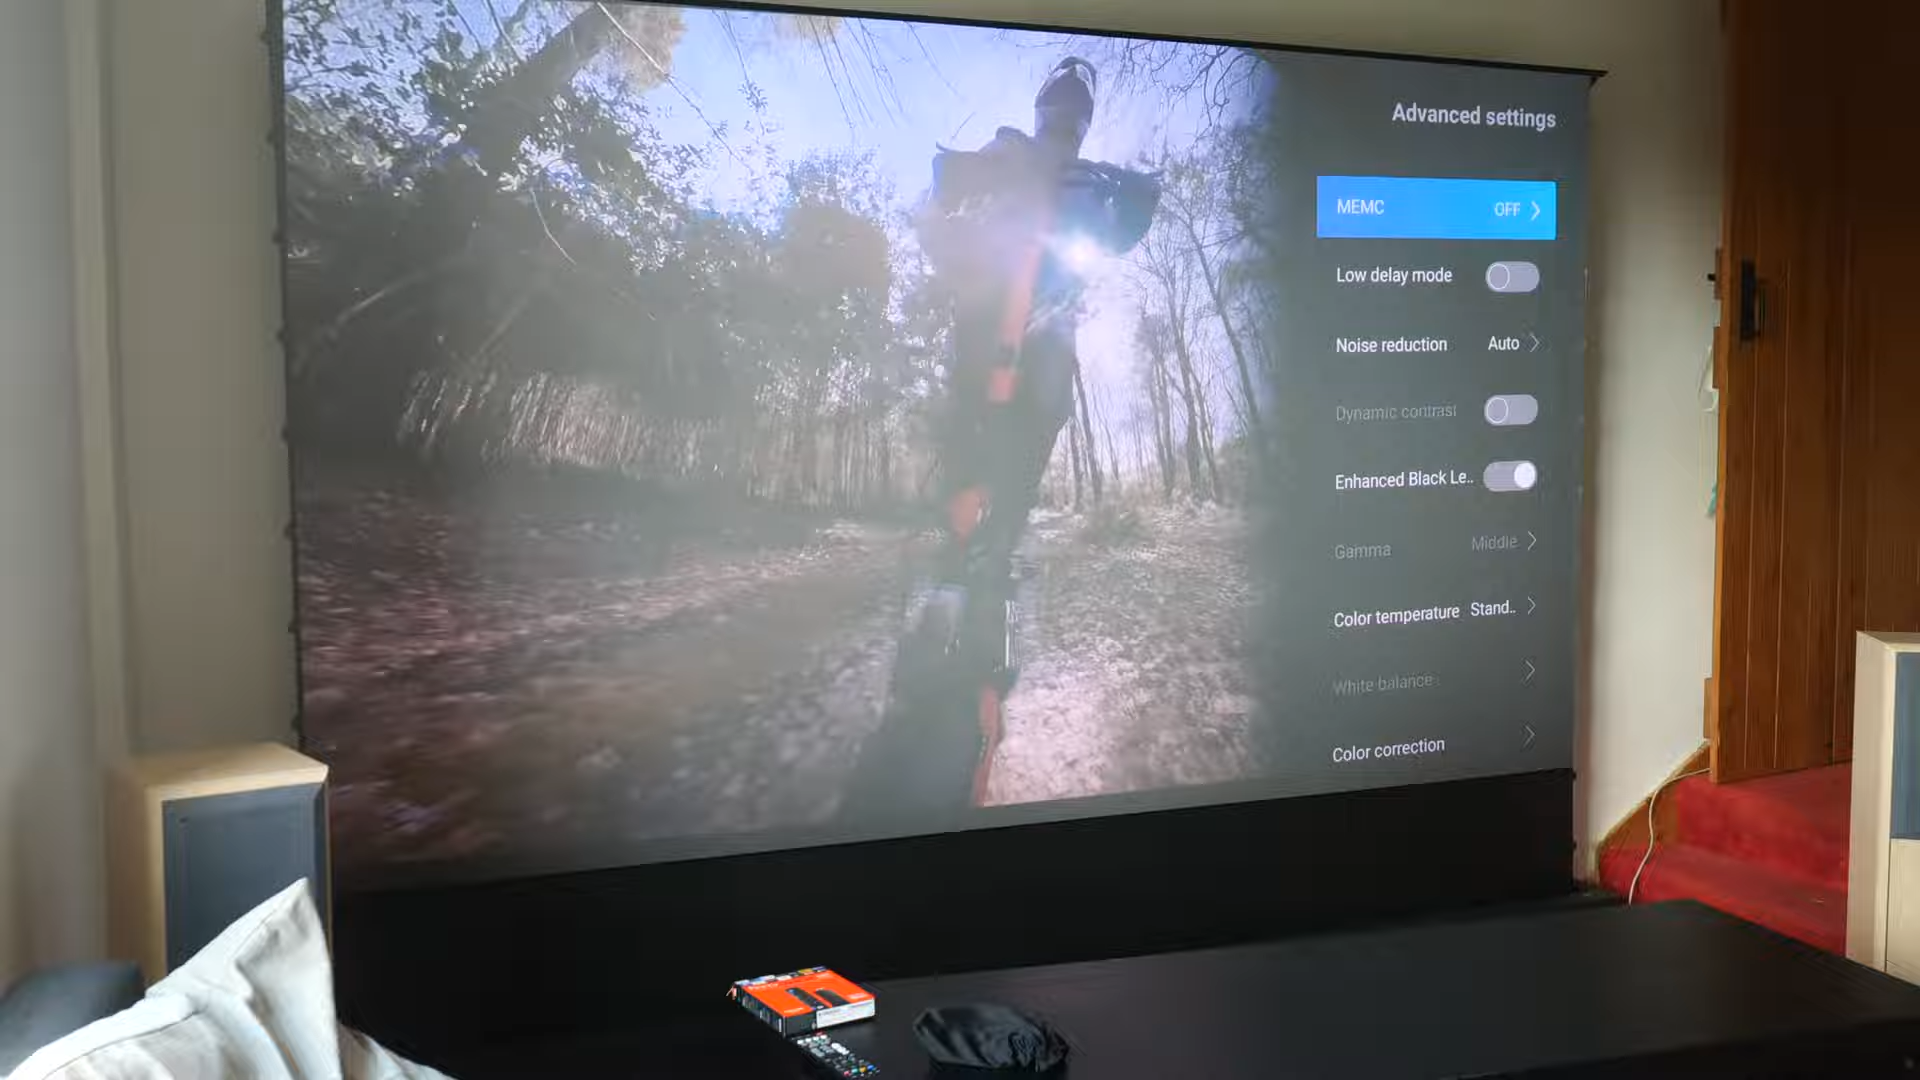 Advanced settings
MEMC OFF
Low delay mode
Noise reduction Auto
Dynamic contrast
Enhanced Black Le..
Gamma Middle
Color temperature Stand..
White balance
Color correction